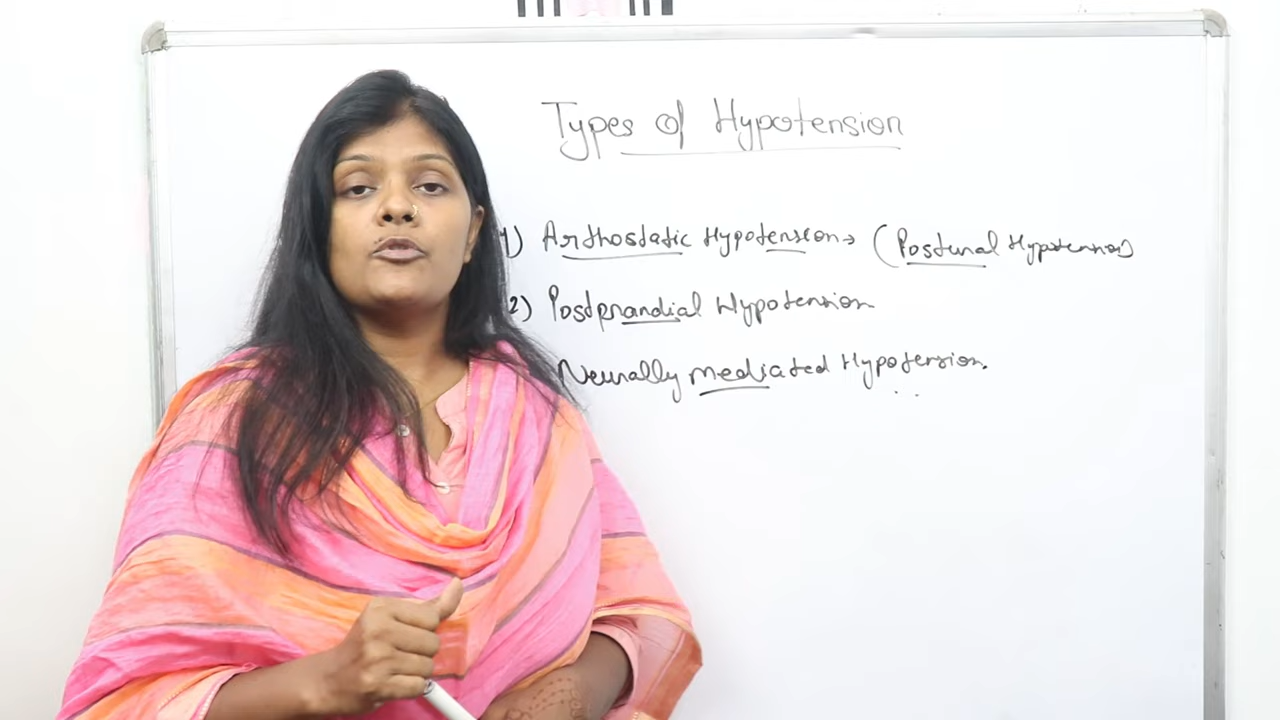 Types of Hypotension
1) Arthostatic Hypotension → (Postural Hypotension)
2) Postprandial Hypotension
Neurally mediated Hypotension.